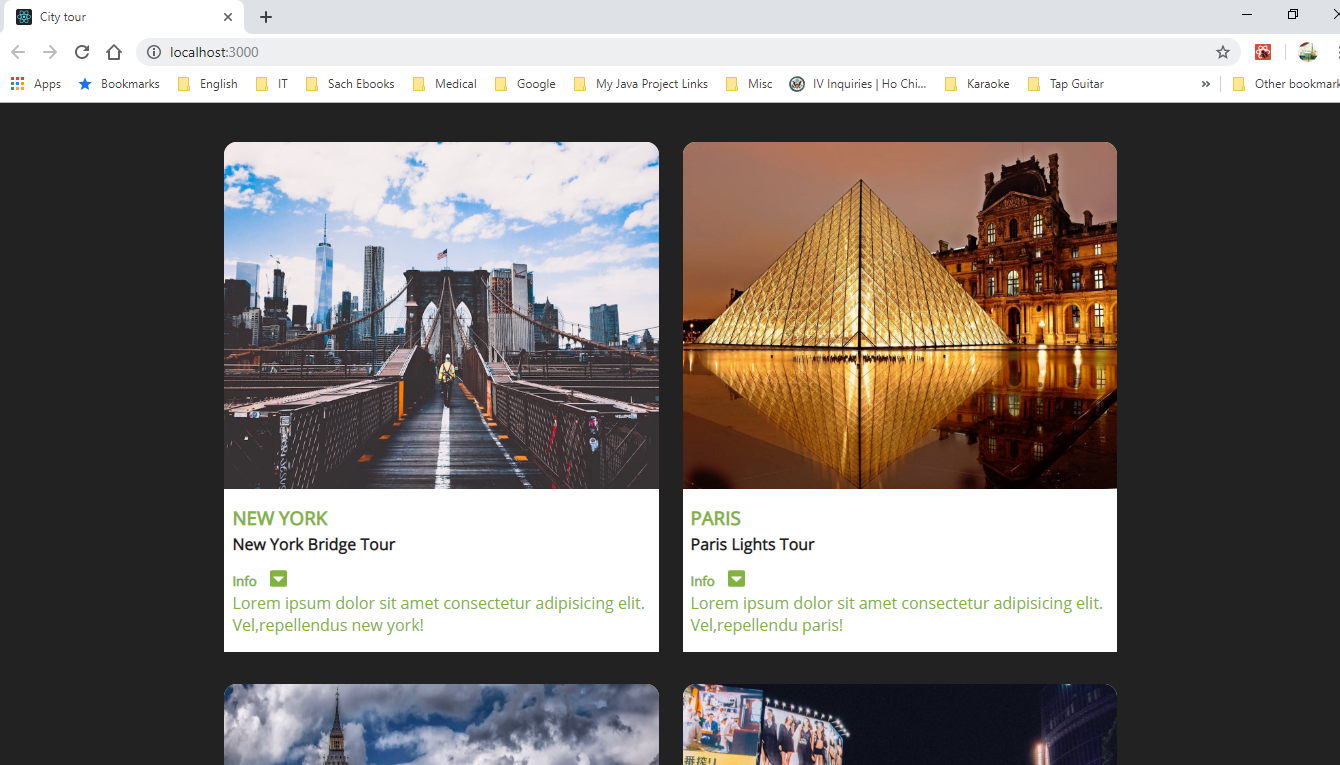 City tour
localhost:3000
Apps Bookmarks English IT Sach Ebooks Medical Google My Java Project Links Misc IV Inquiries | Ho Chi... Karaoke Tap Guitar » Other bookmark
NEW YORK
New York Bridge Tour
Info
Lorem ipsum dolor sit amet consectetur adipisicing elit.
Vel,repellendus new york!
PARIS
Paris Lights Tour
Info
Lorem ipsum dolor sit amet consectetur adipisicing elit.
Vel,repellendu paris!
番搾り